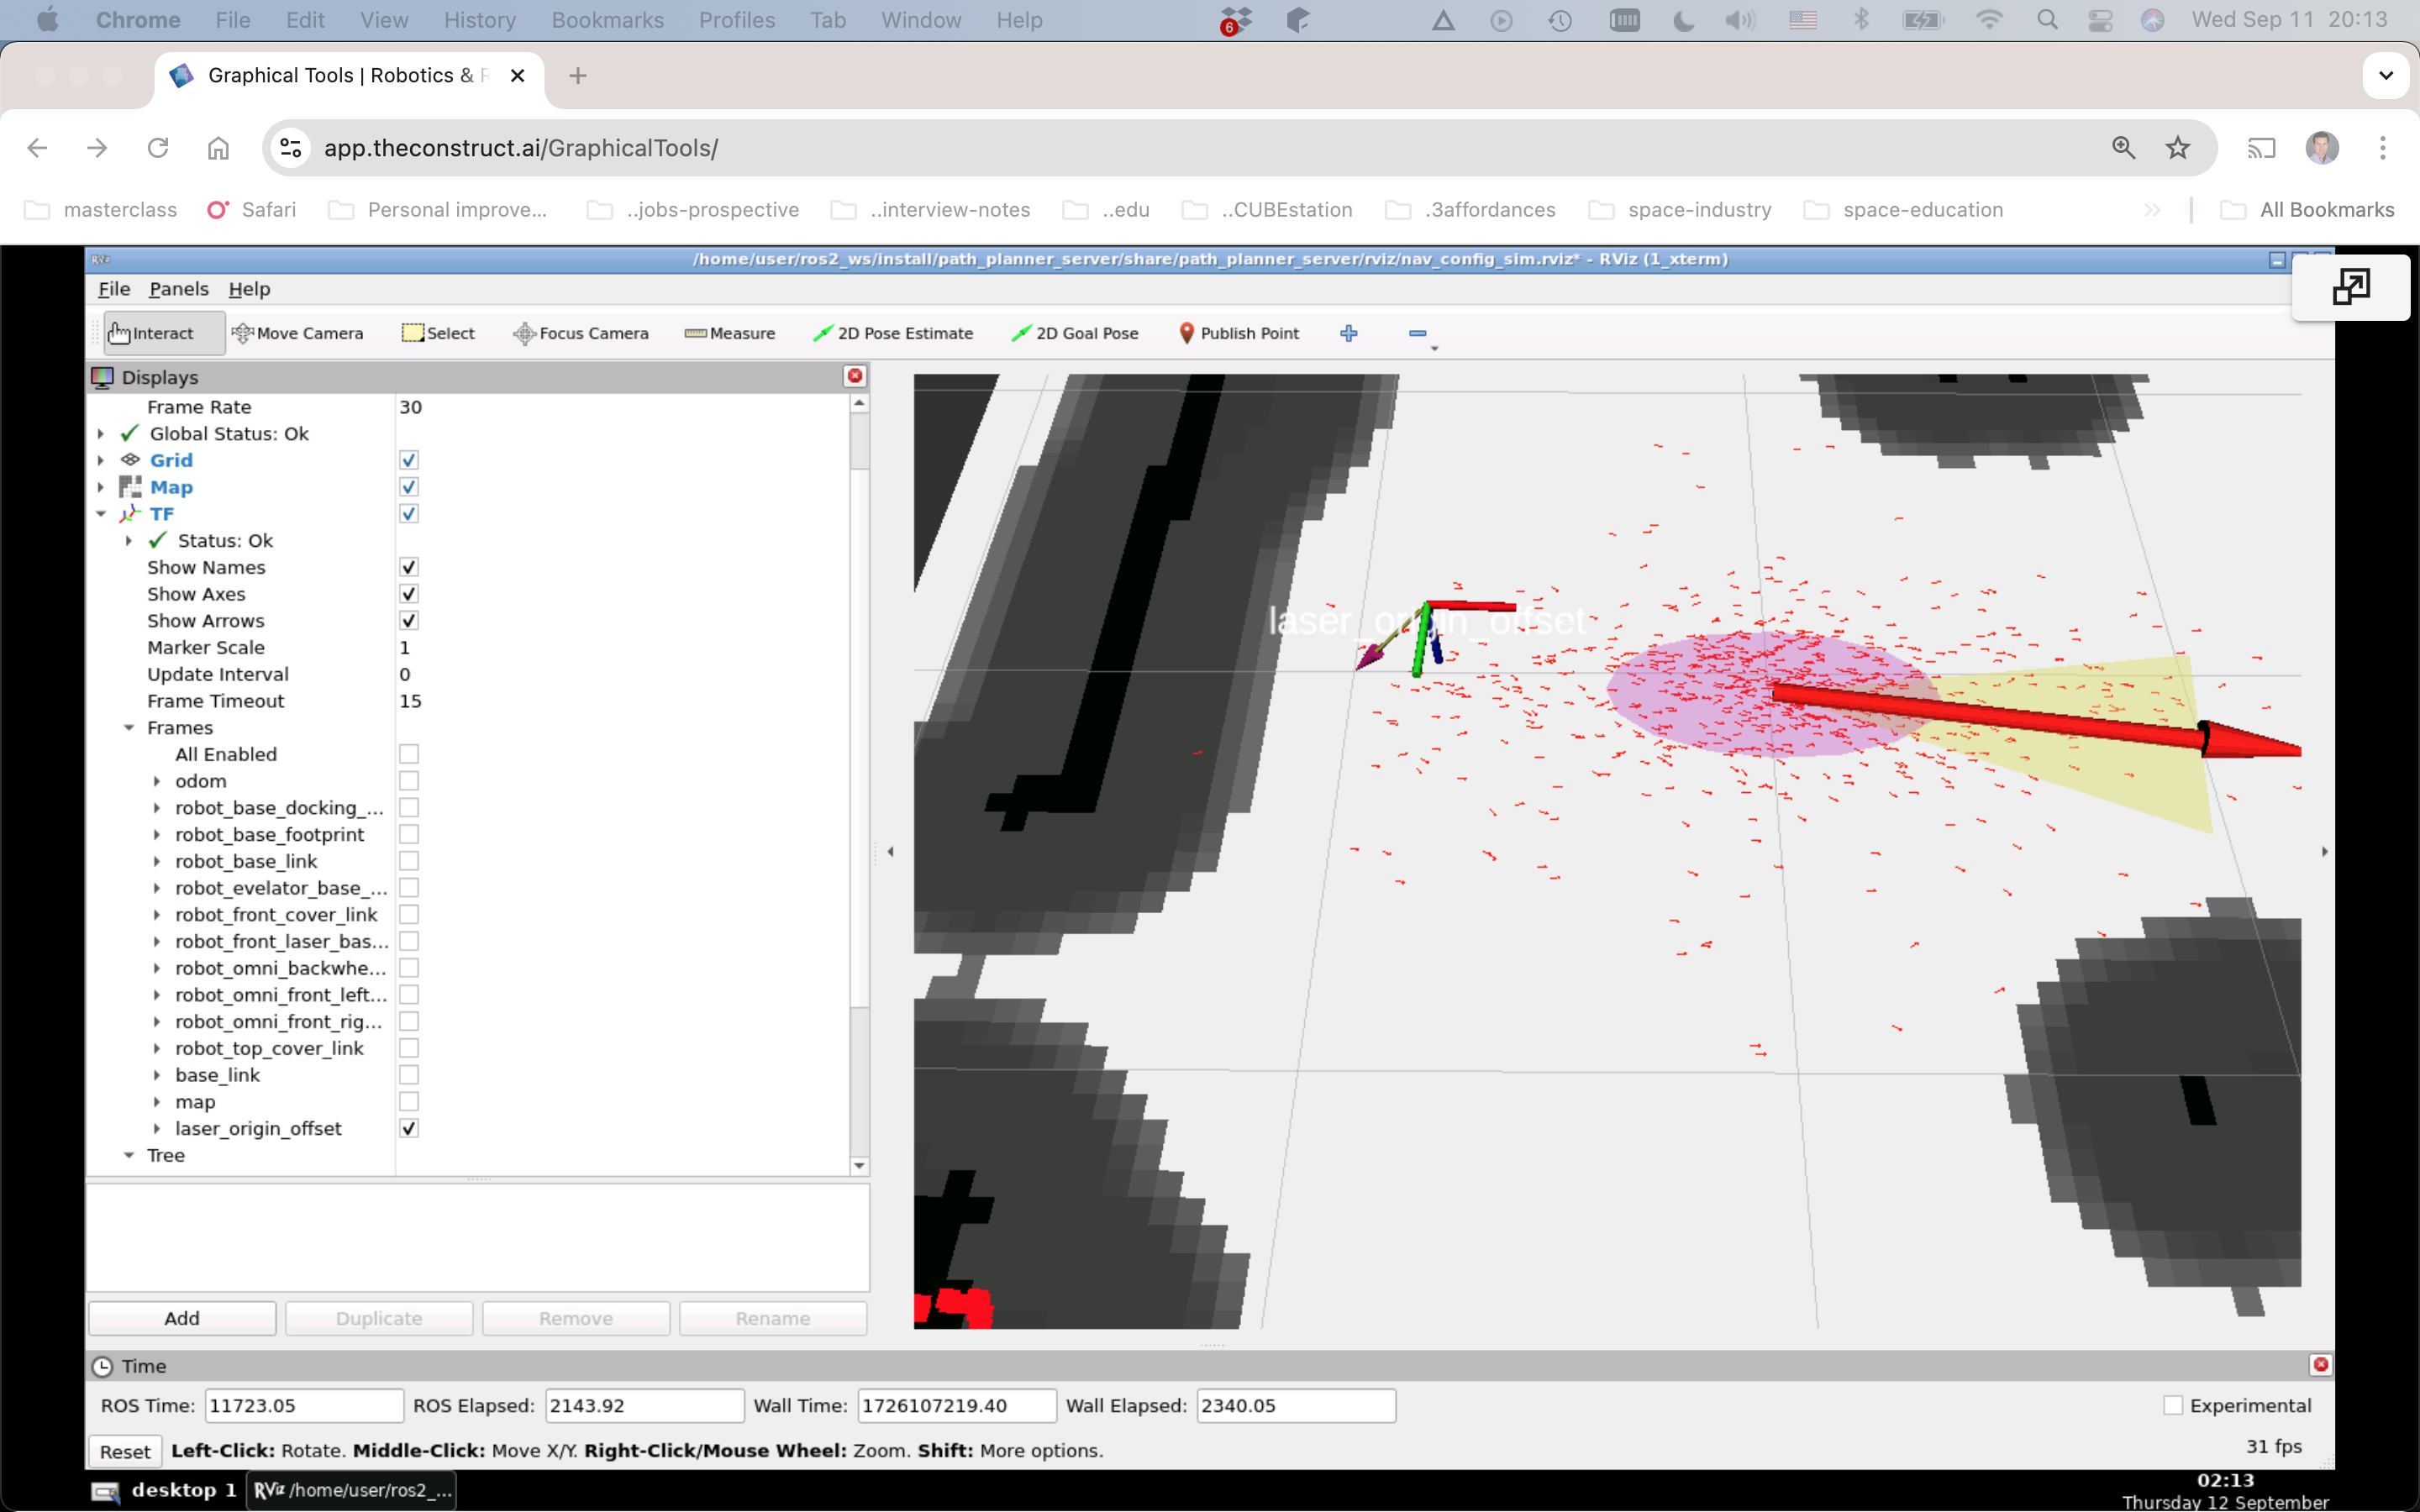 Chrome File Edit View History Bookmarks Profiles Tab Window Help 6 Wed Sep 11 20:13
Graphical Tools | Robotics &
app.theconstruct.ai/GraphicalTools/
masterclass Safari Personal improve... ..jobs-prospective ..interview-notes ..edu ..CUBEstation .3affordances space-industry space-education All Bookmarks
RViz /home/user/ros2_ws/install/path_planner_server/share/path_planner_server/rviz/nav_config_sim.rviz* - RViz (1_xterm)
File Panels Help
Interact Move Camera Select Focus Camera Measure 2D Pose Estimate 2D Goal Pose Publish Point
Displays
Frame Rate 30
Global Status: Ok
Grid
Map
TF
Status: Ok
Show Names
Show Axes
Show Arrows
Marker Scale 1
Update Interval 0
Frame Timeout 15
Frames
All Enabled
odom
robot_base_docking_...
robot_base_footprint
robot_base_link
robot_evelator_base_...
robot_front_cover_link
robot_front_laser_bas...
robot_omni_backwhe...
robot_omni_front_left...
robot_omni_front_rig...
robot_top_cover_link
base_link
map
laser_origin_offset
Tree
laser_origin_offset
Add Duplicate Remove Rename
Time
ROS Time: 11723.05 ROS Elapsed: 2143.92 Wall Time: 1726107219.40 Wall Elapsed: 2340.05 Experimental
Reset Left-Click: Rotate. Middle-Click: Move X/Y. Right-Click/Mouse Wheel: Zoom. Shift: More options. 31 fps
desktop 1 RViz /home/user/ros2_... 02:13
Thursday 12 September